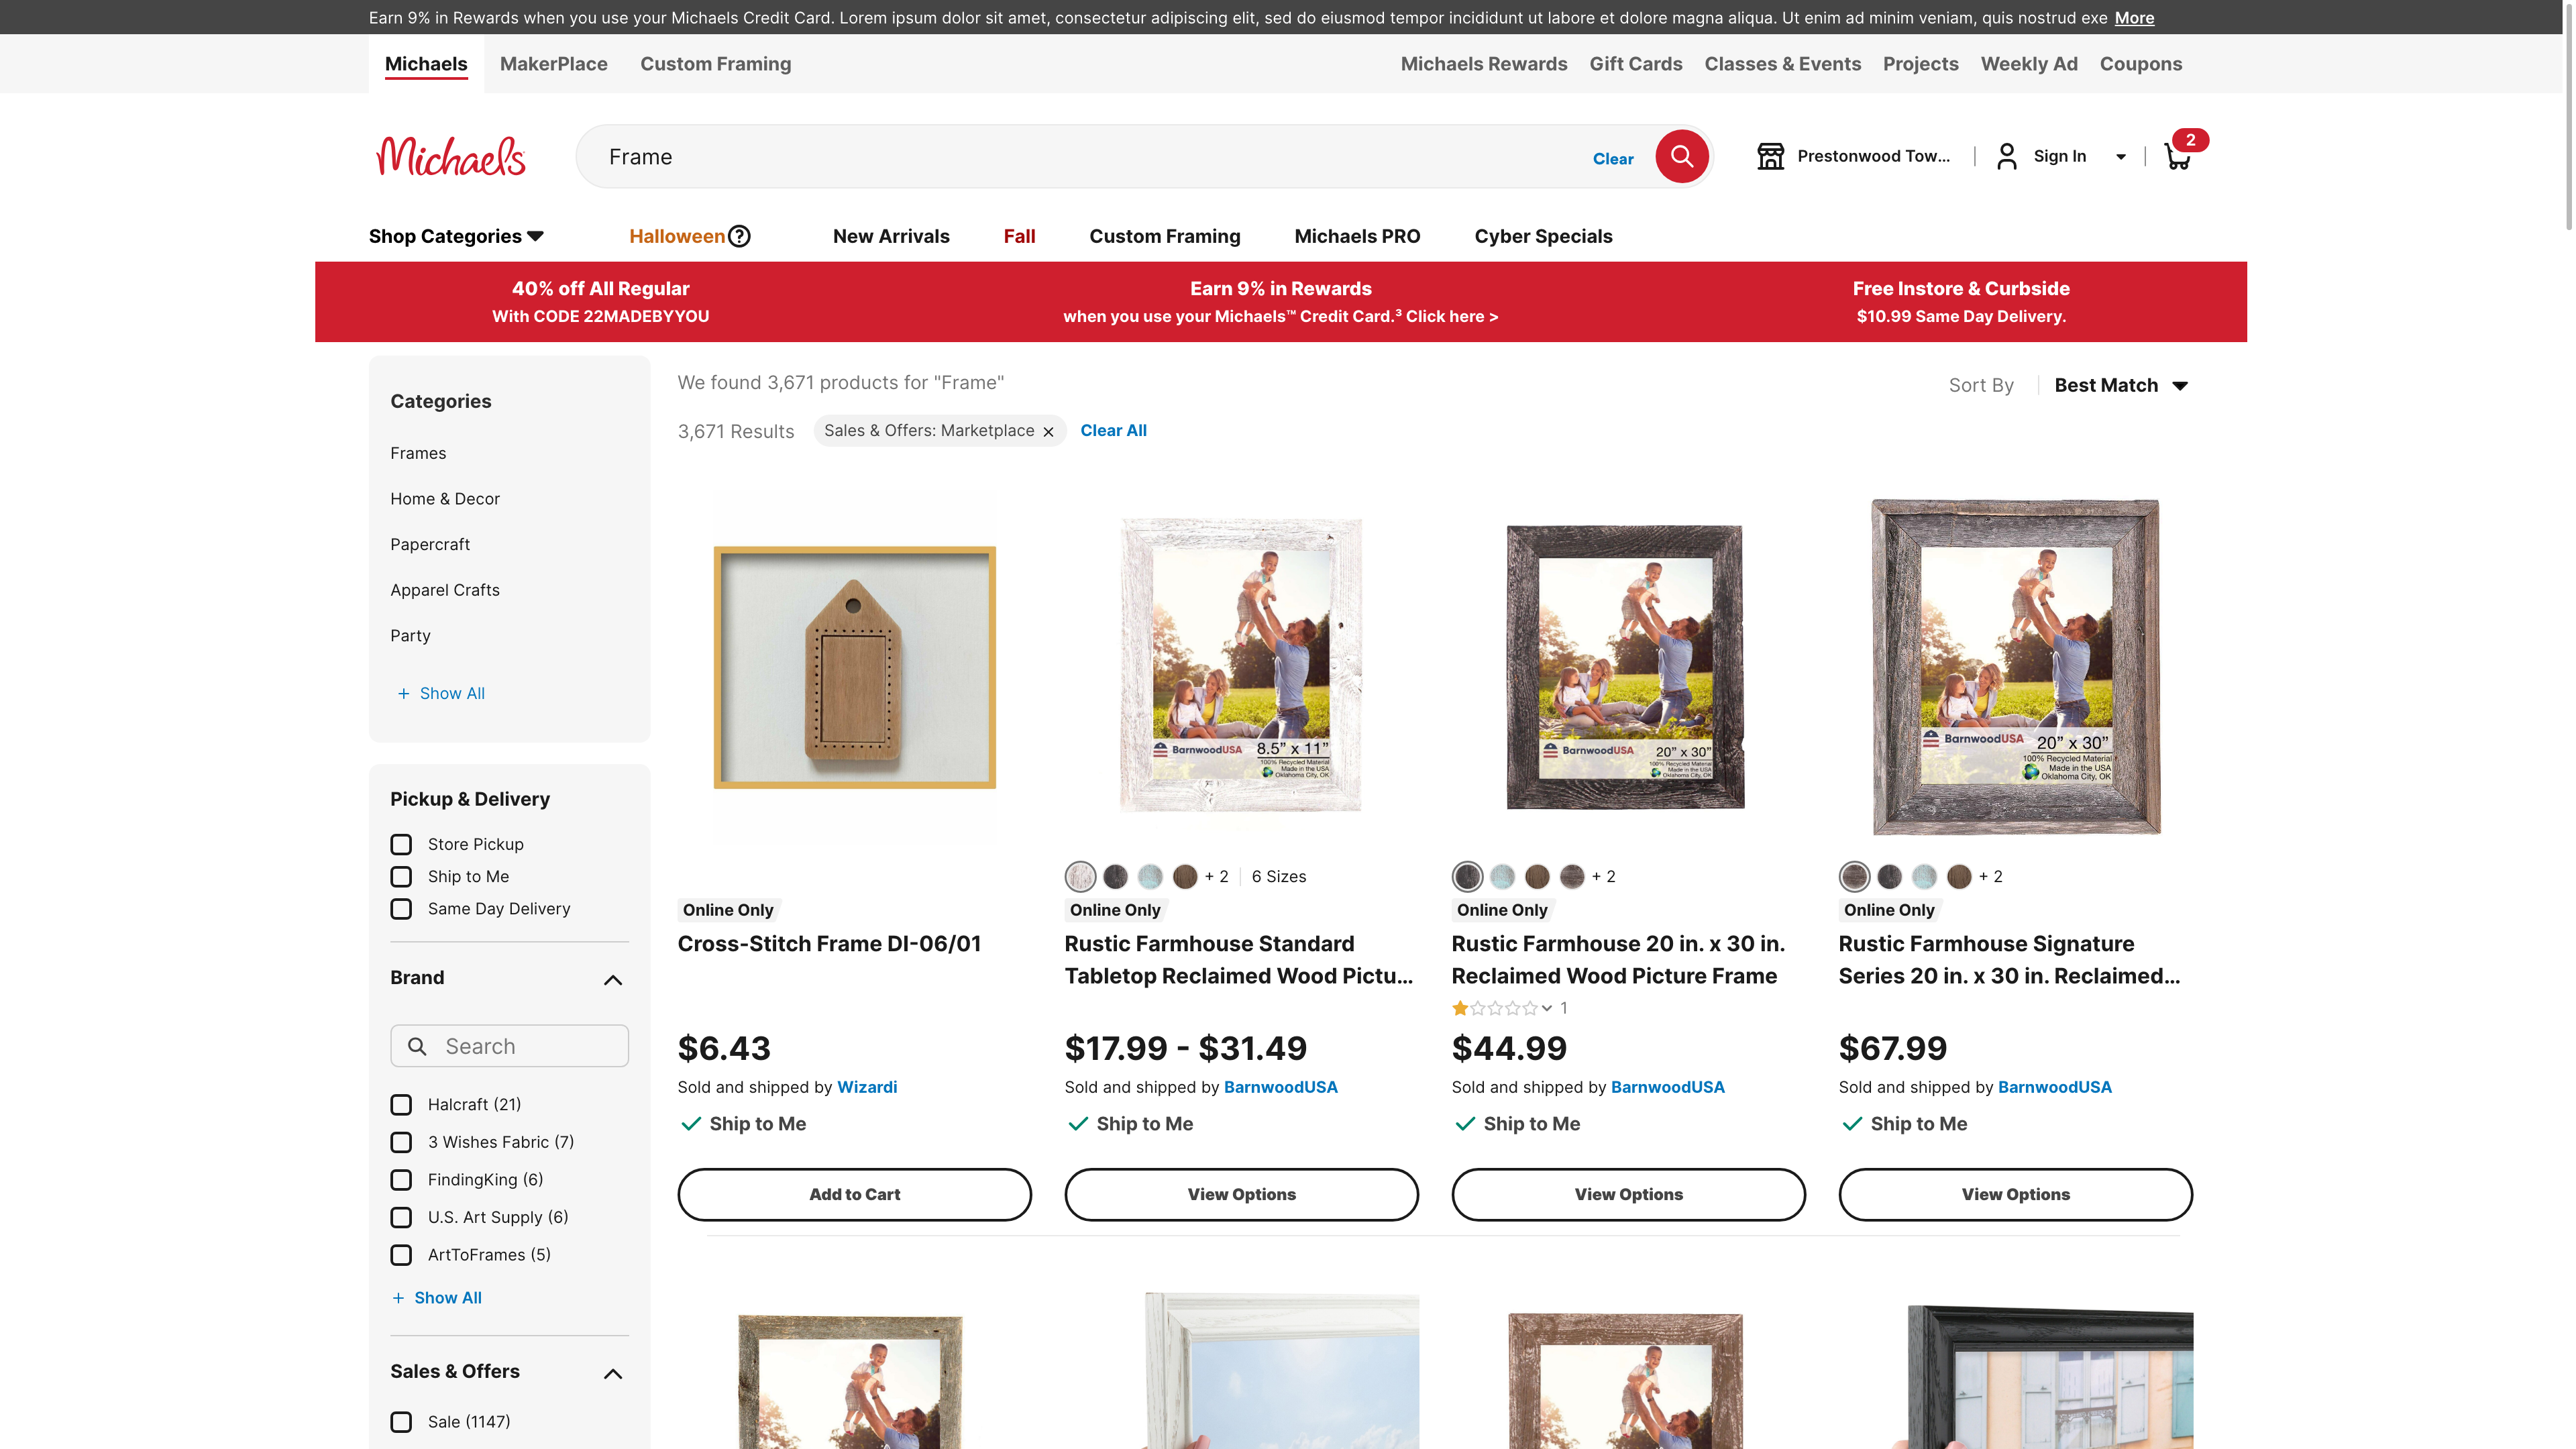 Earn 9% in Rewards when you use your Michaels Credit Card. Lorem ipsum dolor sit amet, consectetur adipiscing elit, sed do eiusmod tempor incididunt ut labore et dolore magna aliqua. Ut enim ad minim veniam, quis nostrud exe More
Michaels MakerPlace Custom Framing Michaels Rewards Gift Cards Classes & Events Projects Weekly Ad Coupons
Michaels Frame Clear Prestonwood Tow... Sign In 2
Shop Categories Halloween New Arrivals Fall Custom Framing Michaels PRO Cyber Specials
40% off All Regular
With CODE 22MADEBYYOU
Earn 9% in Rewards
when you use your Michaels™ Credit Card.³ Click here >
Free Instore & Curbside
$10.99 Same Day Delivery.
Categories
Frames
Home & Decor
Papercraft
Apparel Crafts
Party
+ Show All
Pickup & Delivery
Store Pickup
Ship to Me
Same Day Delivery
Brand
Search
Halcraft (21)
3 Wishes Fabric (7)
FindingKing (6)
U.S. Art Supply (6)
ArtToFrames (5)
+ Show All
Sales & Offers
Sale (1147)
We found 3,671 products for "Frame"
Sort By Best Match
3,671 Results Sales & Offers: Marketplace × Clear All
Online Only
Cross-Stitch Frame DI-06/01
$6.43
Sold and shipped by Wizardi
Ship to Me
Add to Cart
BarnwoodUSA 8.5” x 11”
100% Recycled Material
Made in the USA
Oklahoma City, OK
+ 2 6 Sizes
Online Only
Rustic Farmhouse Standard
Tabletop Reclaimed Wood Pictu...
$17.99 - $31.49
Sold and shipped by BarnwoodUSA
Ship to Me
View Options
BarnwoodUSA 20” x 30”
100% Recycled Material
Made in the USA
Oklahoma City, OK
+ 2
Online Only
Rustic Farmhouse 20 in. x 30 in.
Reclaimed Wood Picture Frame
1
$44.99
Sold and shipped by BarnwoodUSA
Ship to Me
View Options
BarnwoodUSA 20” x 30”
100% Recycled Material
Made in the USA
Oklahoma City, OK
+ 2
Online Only
Rustic Farmhouse Signature
Series 20 in. x 30 in. Reclaimed...
$67.99
Sold and shipped by BarnwoodUSA
Ship to Me
View Options